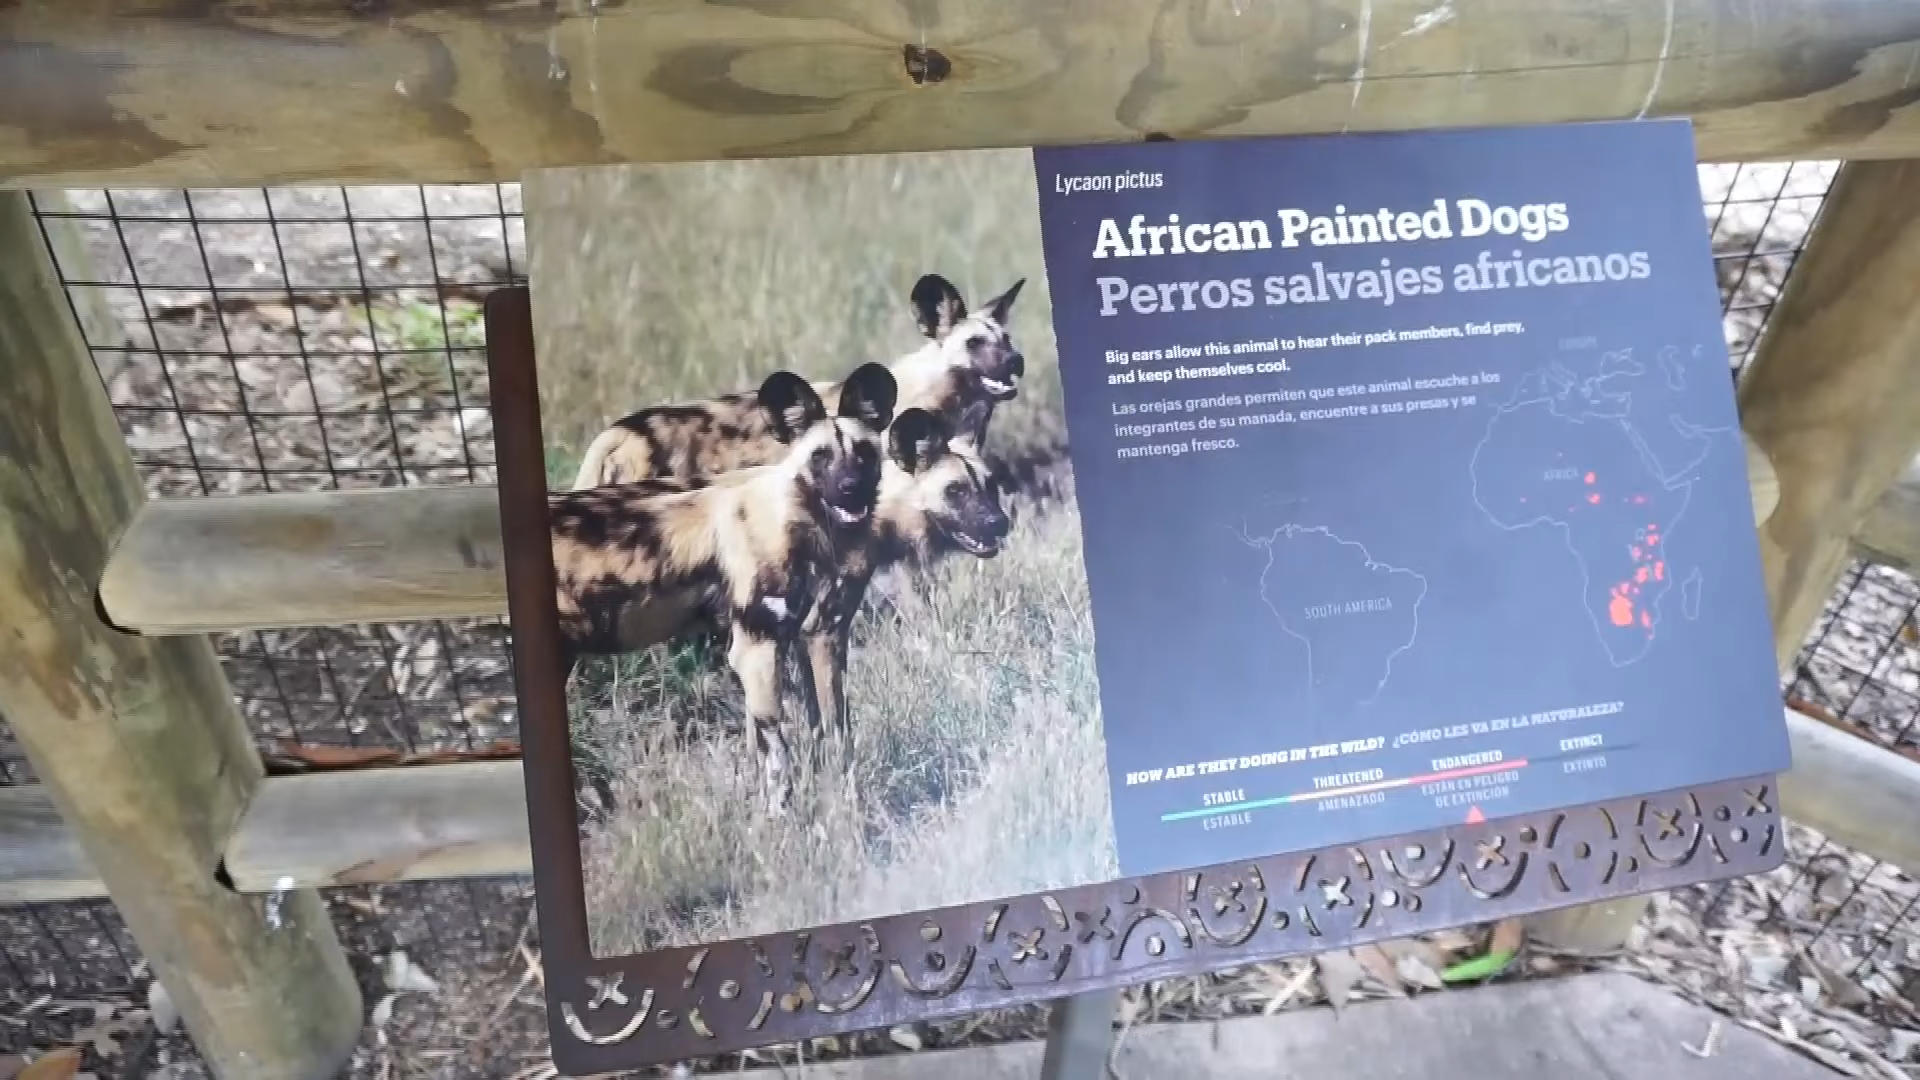 Lycaon pictus
African Painted Dogs
Perros salvajes africanos
Big ears allow this animal to hear their pack members, find prey,
and keep themselves cool.
Las orejas grandes permiten que este animal escuche a los
integrantes de su manada, encuentre a sus presas y se
mantenga fresco.
EUROPE
AFRICA
SOUTH AMERICA
HOW ARE THEY DOING IN THE WILD? ¿CÓMO LES VA EN LA NATURALEZA?
STABLE
ESTABLE
THREATENED
AMENAZADO
ENDANGERED
ESTÁN EN PELIGRO
DE EXTINCIÓN
EXTINCT
EXTINTO